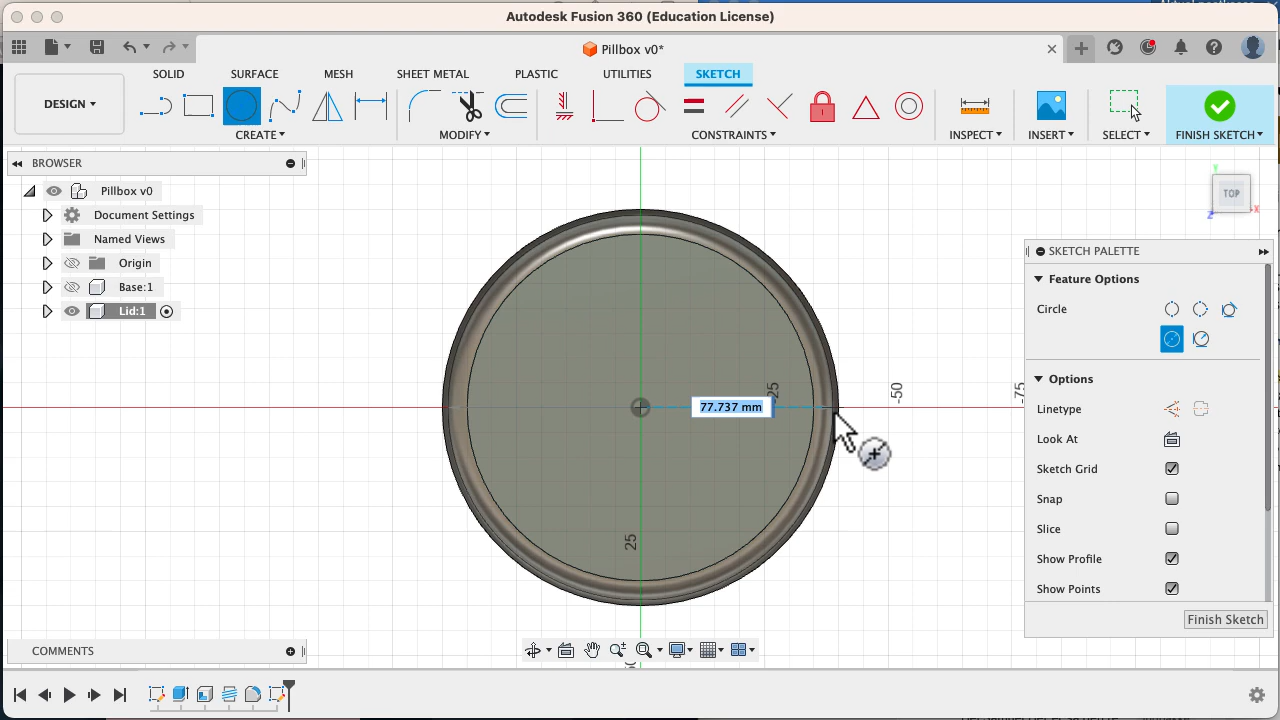 Autodesk Fusion 360 (Education License)
Pillbox v0*
DESIGN
SOLID
SURFACE
MESH
SHEET METAL
PLASTIC
UTILITIES
SKETCH
CREATE
MODIFY
CONSTRAINTS
INSPECT
INSERT
SELECT
FINISH SKETCH
BROWSER
Pillbox v0
Document Settings
Named Views
Origin
Base:1
Lid:1
TOP
Y
X
Z
77.737 mm
25
-50
-75
25
SKETCH PALETTE
Feature Options
Circle
Options
Linetype
Look At
Sketch Grid
Snap
Slice
Show Profile
Show Points
Finish Sketch
COMMENTS